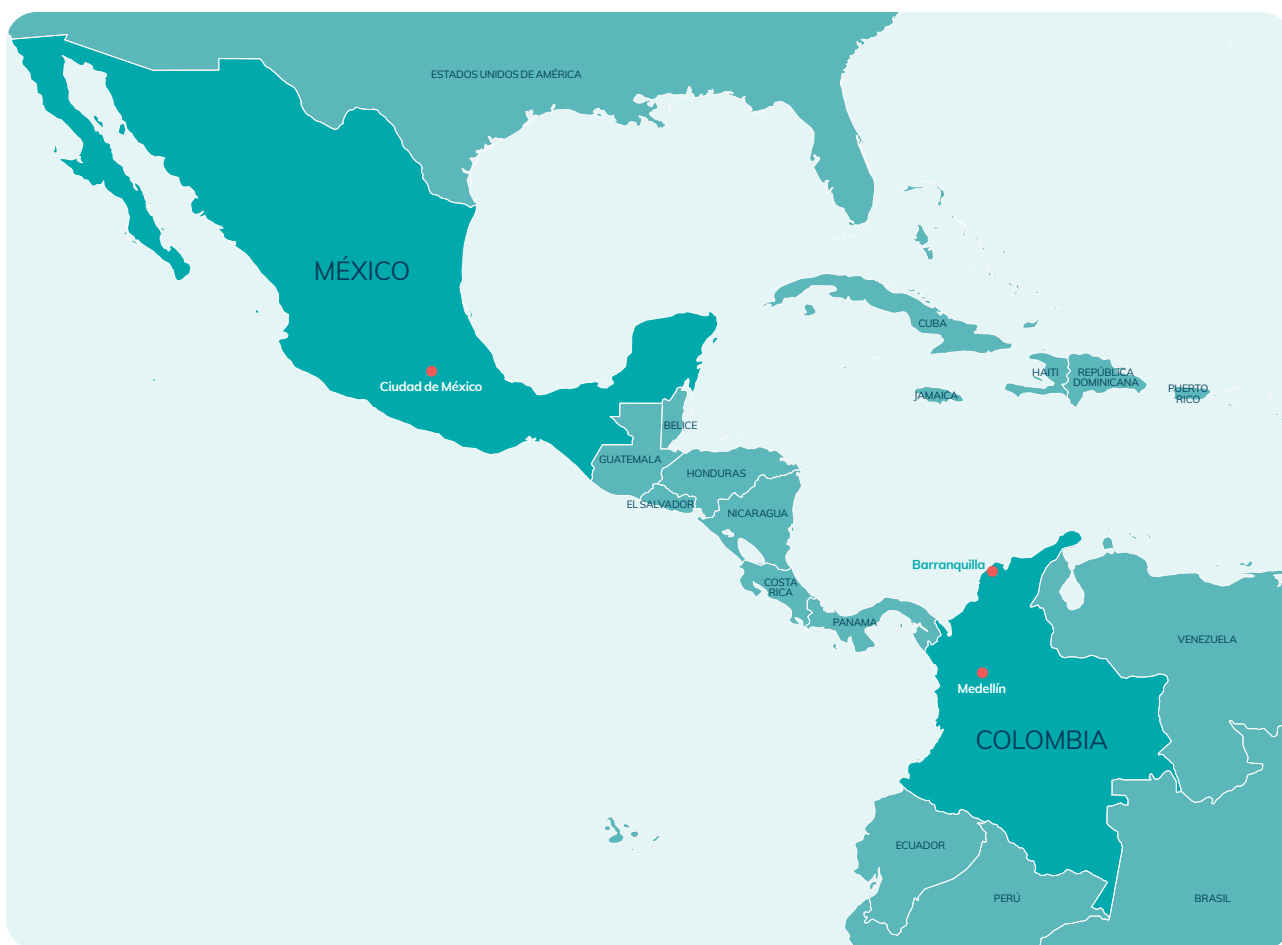 ESTADOS UNIDOS DE AMÉRICA
MÉXICO
CUBA
Ciudad de México
HAITI
REPÚBLICA
DOMINICANA
JAMAICA
PUERTO
RICO
BELICE
GUATEMALA
HONDURAS
EL SALVADOR
NICARAGUA
Barranquilla
COSTA
RICA
PANAMA
VENEZUELA
Medellín
COLOMBIA
ECUADOR
PERÚ
BRASIL